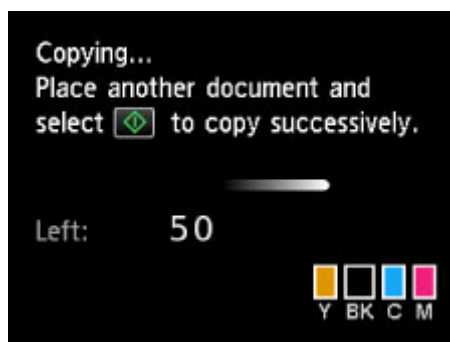 Copying...
Place another document and
select to copy successively.
Left: 50
Y BK C M